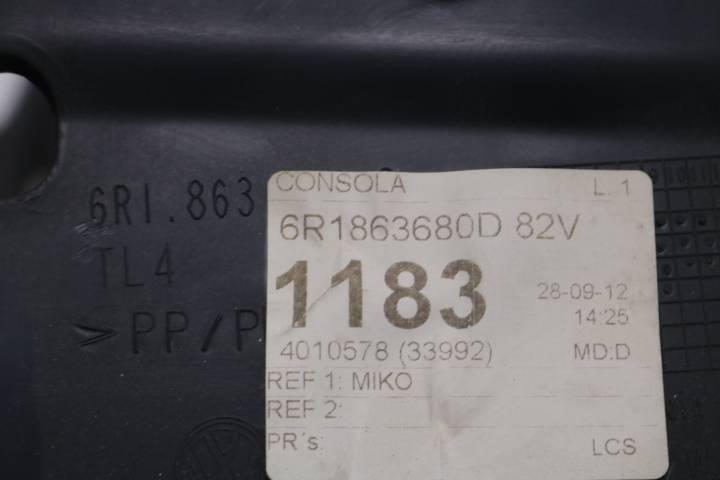 6R1.863
TL4
>PP/P
CONSOLA L. 1
6R1863680D 82V
1183
28-09-12
14:25
4010578 (33992) MD:D
REF 1: MIKO
REF 2:
PR´s: LCS